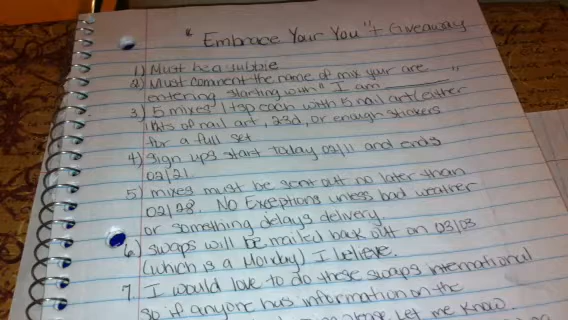 "Embrace Your You" + Giveaway
1) Must be a subbie
2) Must comment the name of mix your are
entering starting with "I am ________"
3) 5 mixes 1 tsp each with 5 nail art (either
bits of nail art, 23d, or enough stickers
for a full set
4) Sign ups start today 02/11 and ends
02/21.
5) mixes must be sent out no later than
02/28. No Exceptions unless bad weather
or something delays delivery.
6) Swaps will be mailed back out on 03/03
(which is a Monday) I believe.
7. I would love to do these swaps international
So if anyone has information on the
let me know